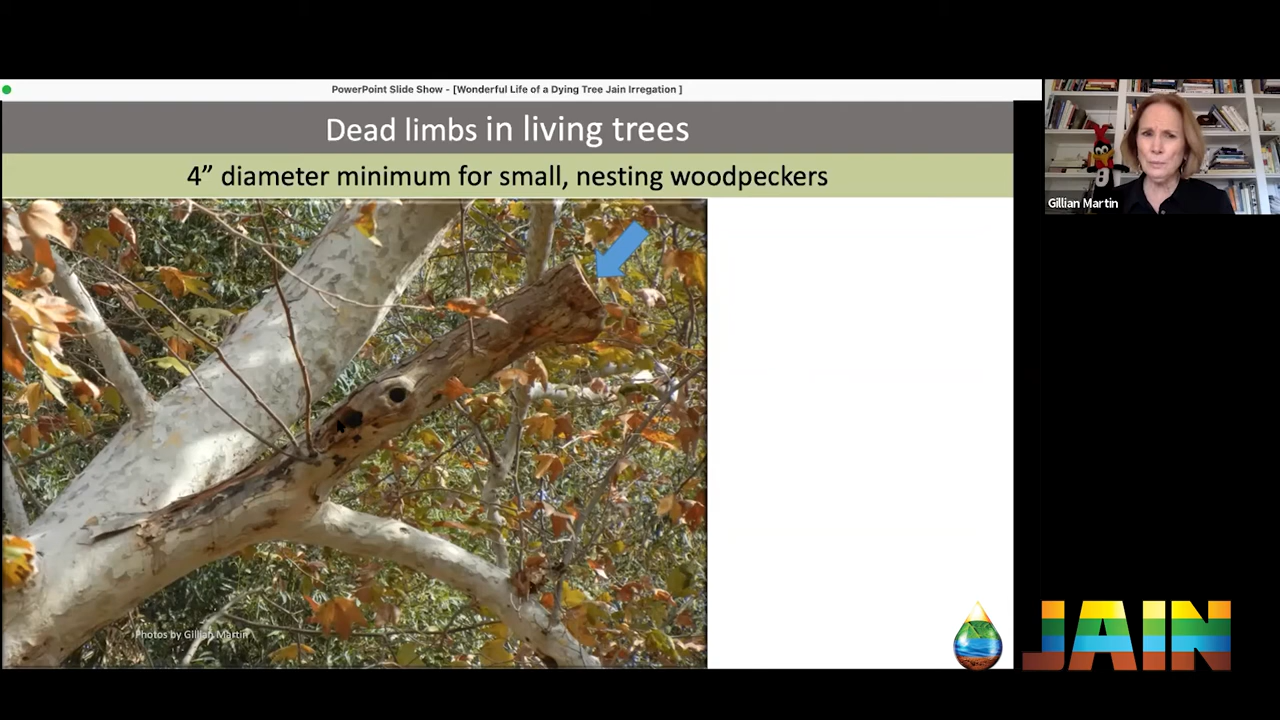 PowerPoint Slide Show - [Wonderful Life of a Dying Tree Jain Irregation ]
Dead limbs in living trees
4” diameter minimum for small, nesting woodpeckers
Gillian Martin
Photos by Gillian Martin
JAIN